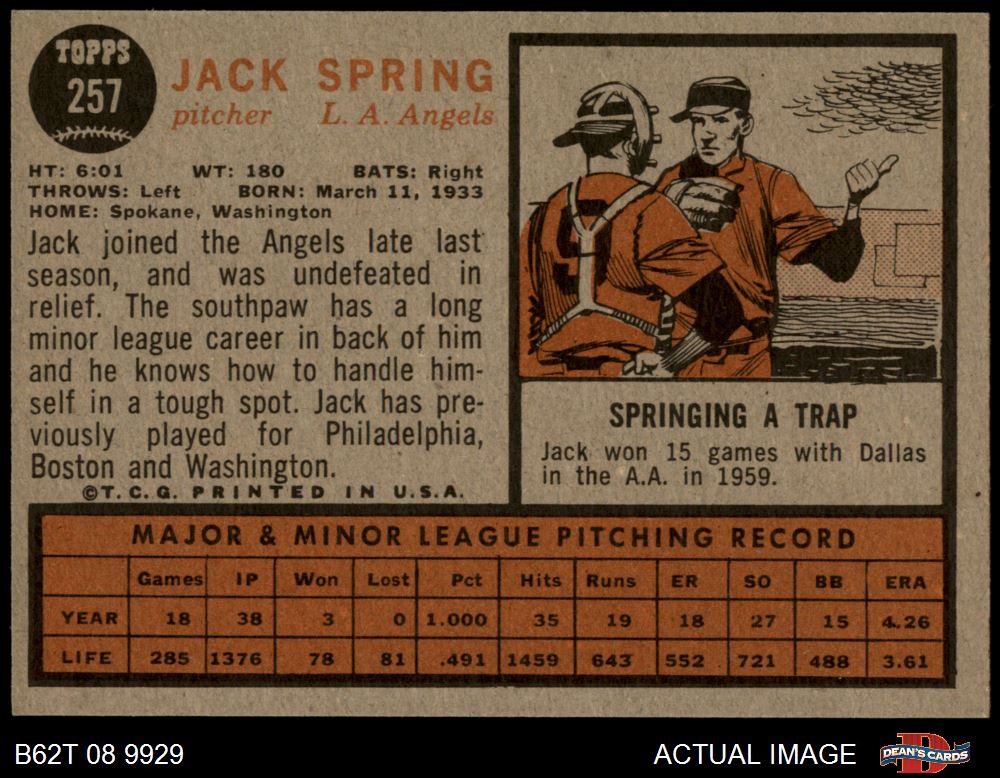 TOPPS
257
JACK SPRING
pitcher L. A. Angels
HT: 6:01 WT: 180 BATS: Right
THROWS: Left BORN: March 11, 1933
HOME: Spokane, Washington
Jack joined the Angels late last
season, and was undefeated in
relief. The southpaw has a long
minor league career in back of him
and he knows how to handle him-
self in a tough spot. Jack has pre-
viously played for Philadelphia,
Boston and Washington.
©T.C.G. PRINTED IN U.S.A.
SPRINGING A TRAP
Jack won 15 games with Dallas
in the A.A. in 1959.
MAJOR & MINOR LEAGUE PITCHING RECORD
Games IP Won Lost Pct Hits Runs ER SO BB ERA
YEAR 18 38 3 0 1.000 35 19 18 27 15 4.26
LIFE 285 1376 78 81 .491 1459 643 552 721 488 3.61
B62T 08 9929
ACTUAL IMAGE
DEAN'S CARDS